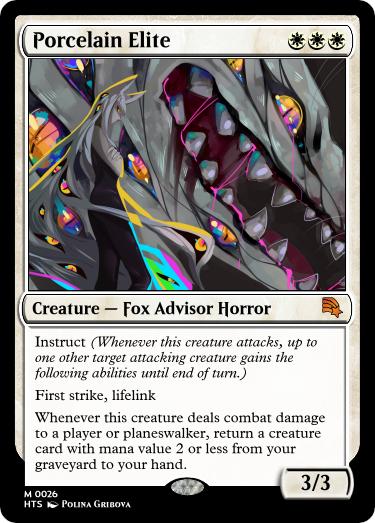 Porcelain Elite
Creature — Fox Advisor Horror
Instruct (Whenever this creature attacks, up to
one other target attacking creature gains the
following abilities until end of turn.)
First strike, lifelink
Whenever this creature deals combat damage
to a player or planeswalker, return a creature
card with mana value 2 or less from your
graveyard to your hand.
3/3
M 0026
HTS POLINA GRIBOVA